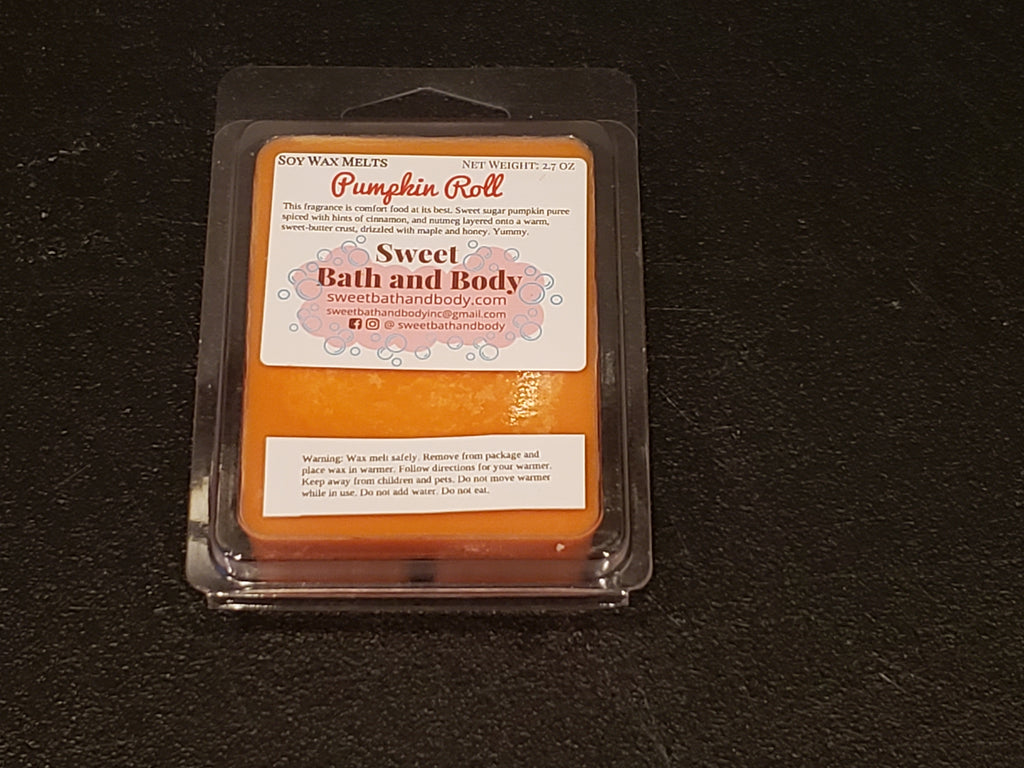 SOY WAX MELTS NET WEIGHT: 2.7 OZ
Pumpkin Roll
This fragrance is comfort food at its best. Sweet sugar pumpkin puree
spiced with hints of cinnamon, and nutmeg layered onto a warm,
sweet-butter crust, drizzled with maple and honey. Yummy.
Sweet
Bath and Body
sweetbathandbody.com
sweetbathandbodyinc@gmail.com
@ sweetbathandbody
Warning: Wax melt safely. Remove from package and
place wax in warmer. Follow directions for your warmer.
Keep away from children and pets. Do not move warmer
while in use. Do not add water. Do not eat.